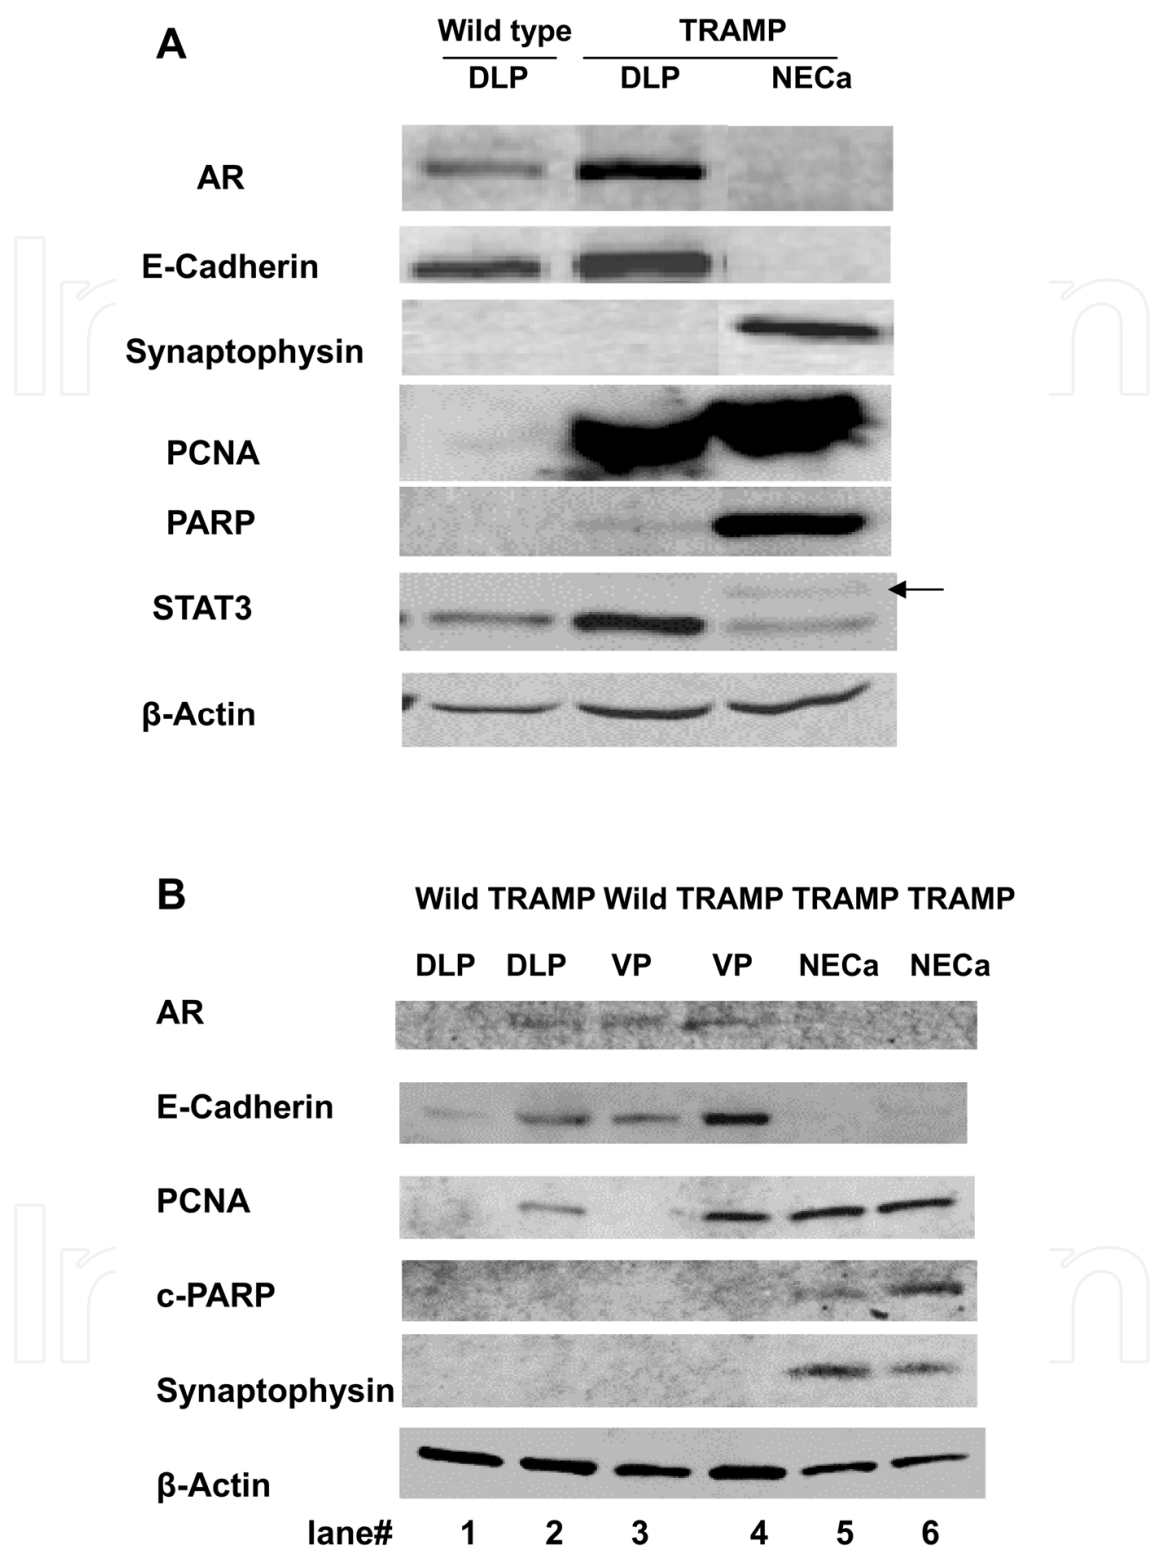 A
Wild type TRAMP
DLP DLP NECa
AR
E-Cadherin
Synaptophysin
PCNA
PARP
STAT3
β-Actin
B
Wild TRAMP Wild TRAMP TRAMP TRAMP
DLP DLP VP VP NECa NECa
AR
E-Cadherin
PCNA
c-PARP
Synaptophysin
β-Actin
lane# 1 2 3 4 5 6